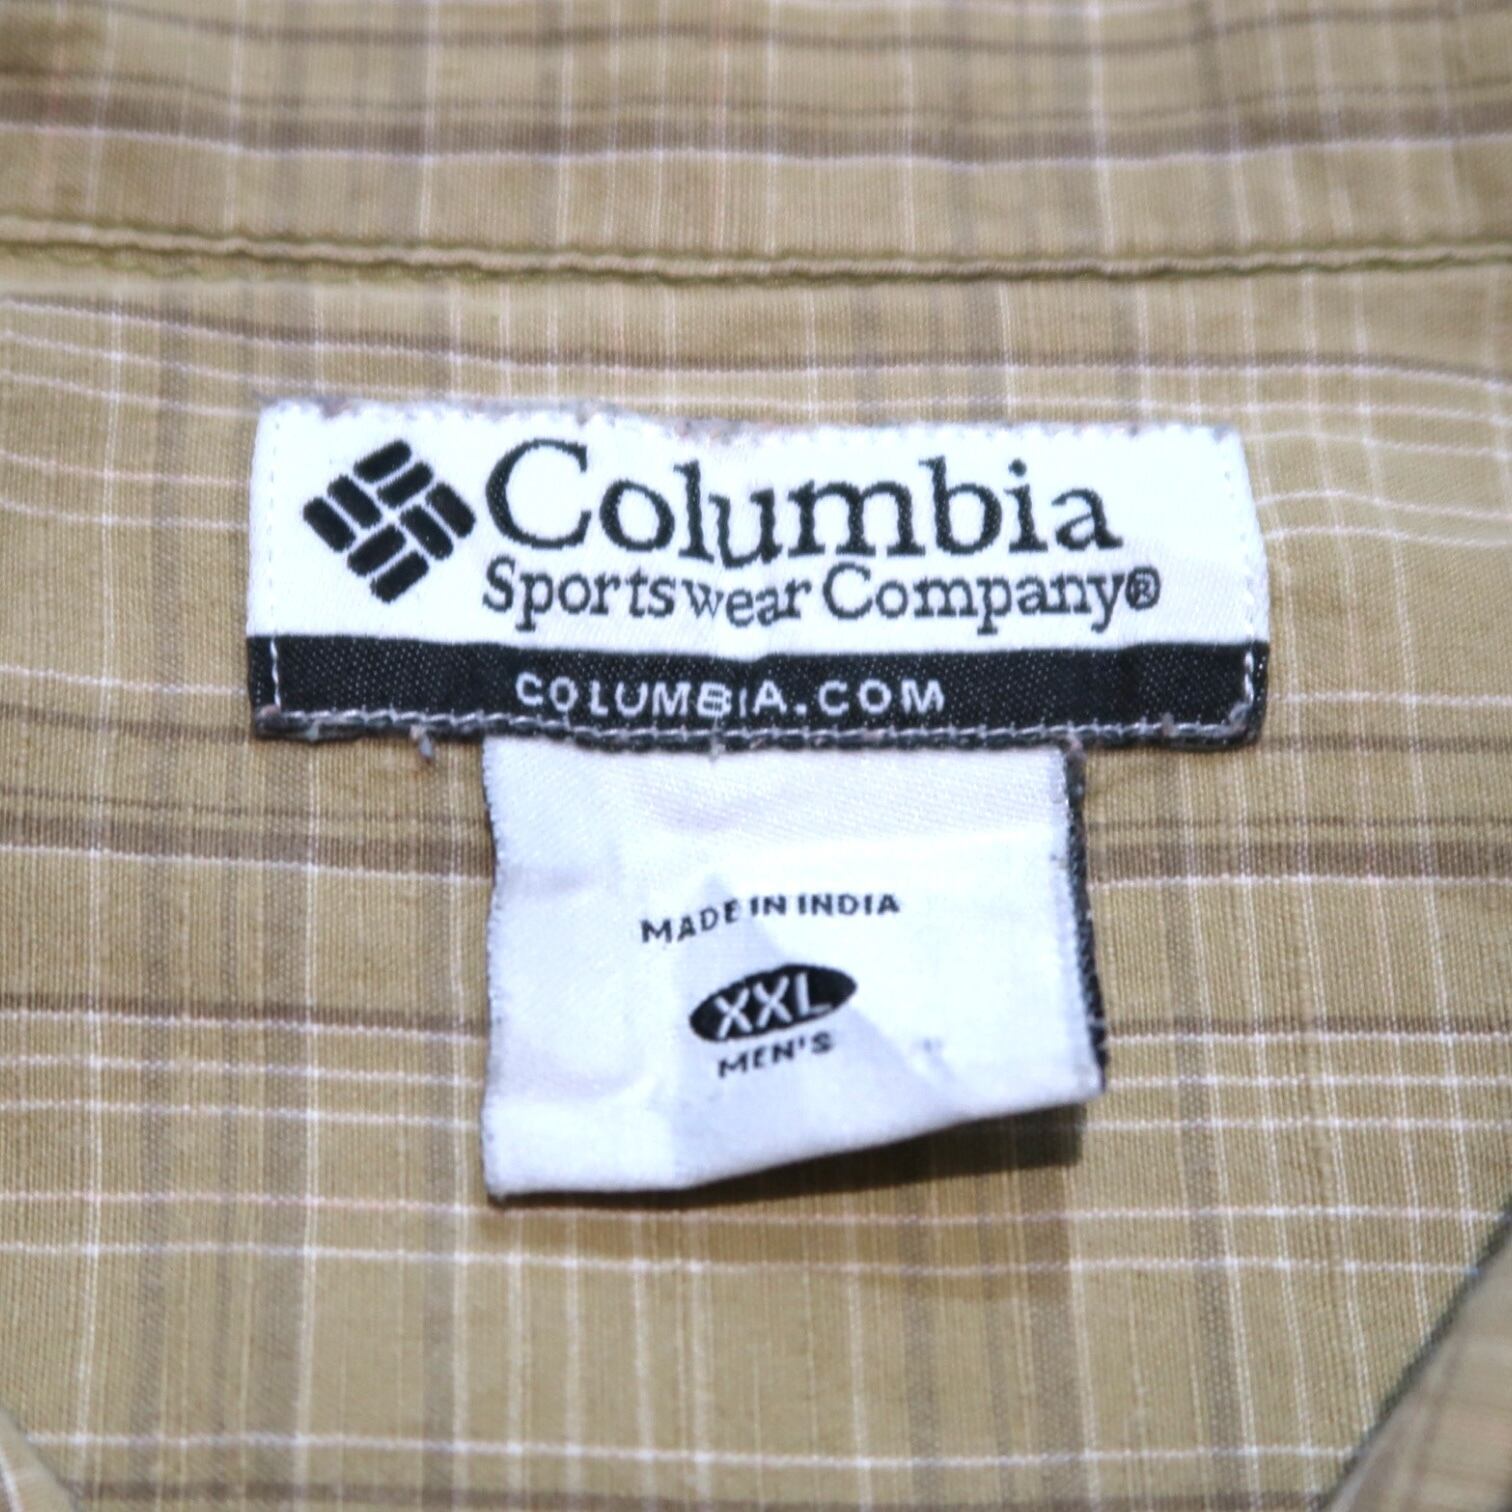 Columbia
Sportswear Company®
COLUMBIA.COM
MADE IN INDIA
XXL
MEN'S